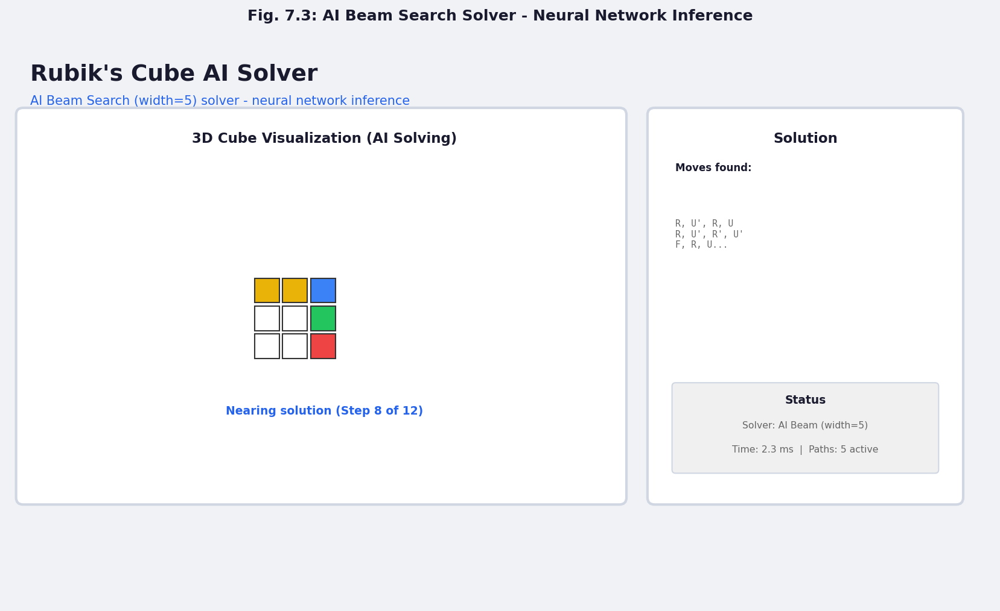 Fig. 7.3: AI Beam Search Solver - Neural Network Inference
Rubik's Cube AI Solver
AI Beam Search (width=5) solver - neural network inference
3D Cube Visualization (AI Solving)
Nearing solution (Step 8 of 12)
Solution
Moves found:
R, U', R, U
R, U', R', U'
F, R, U...
Status
Solver: AI Beam (width=5)
Time: 2.3 ms | Paths: 5 active